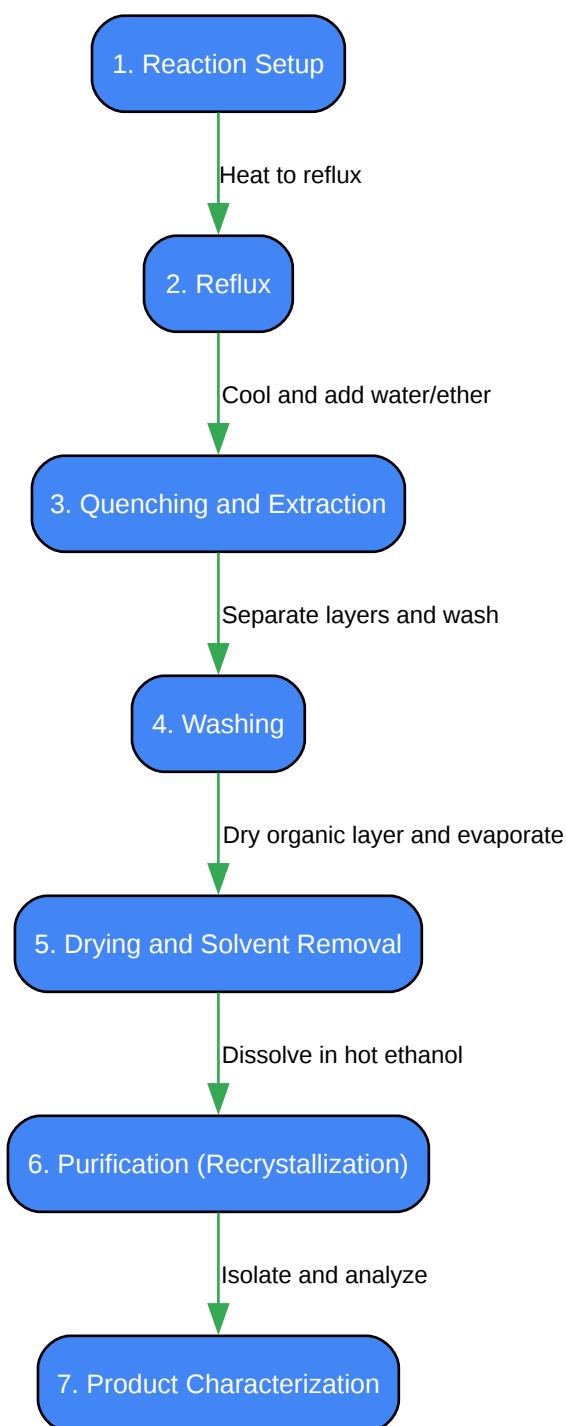 1. Reaction Setup
Heat to reflux
2. Reflux
Cool and add water/ether
3. Quenching and Extraction
Separate layers and wash
4. Washing
Dry organic layer and evaporate
5. Drying and Solvent Removal
Dissolve in hot ethanol
6. Purification (Recrystallization)
Isolate and analyze
7. Product Characterization